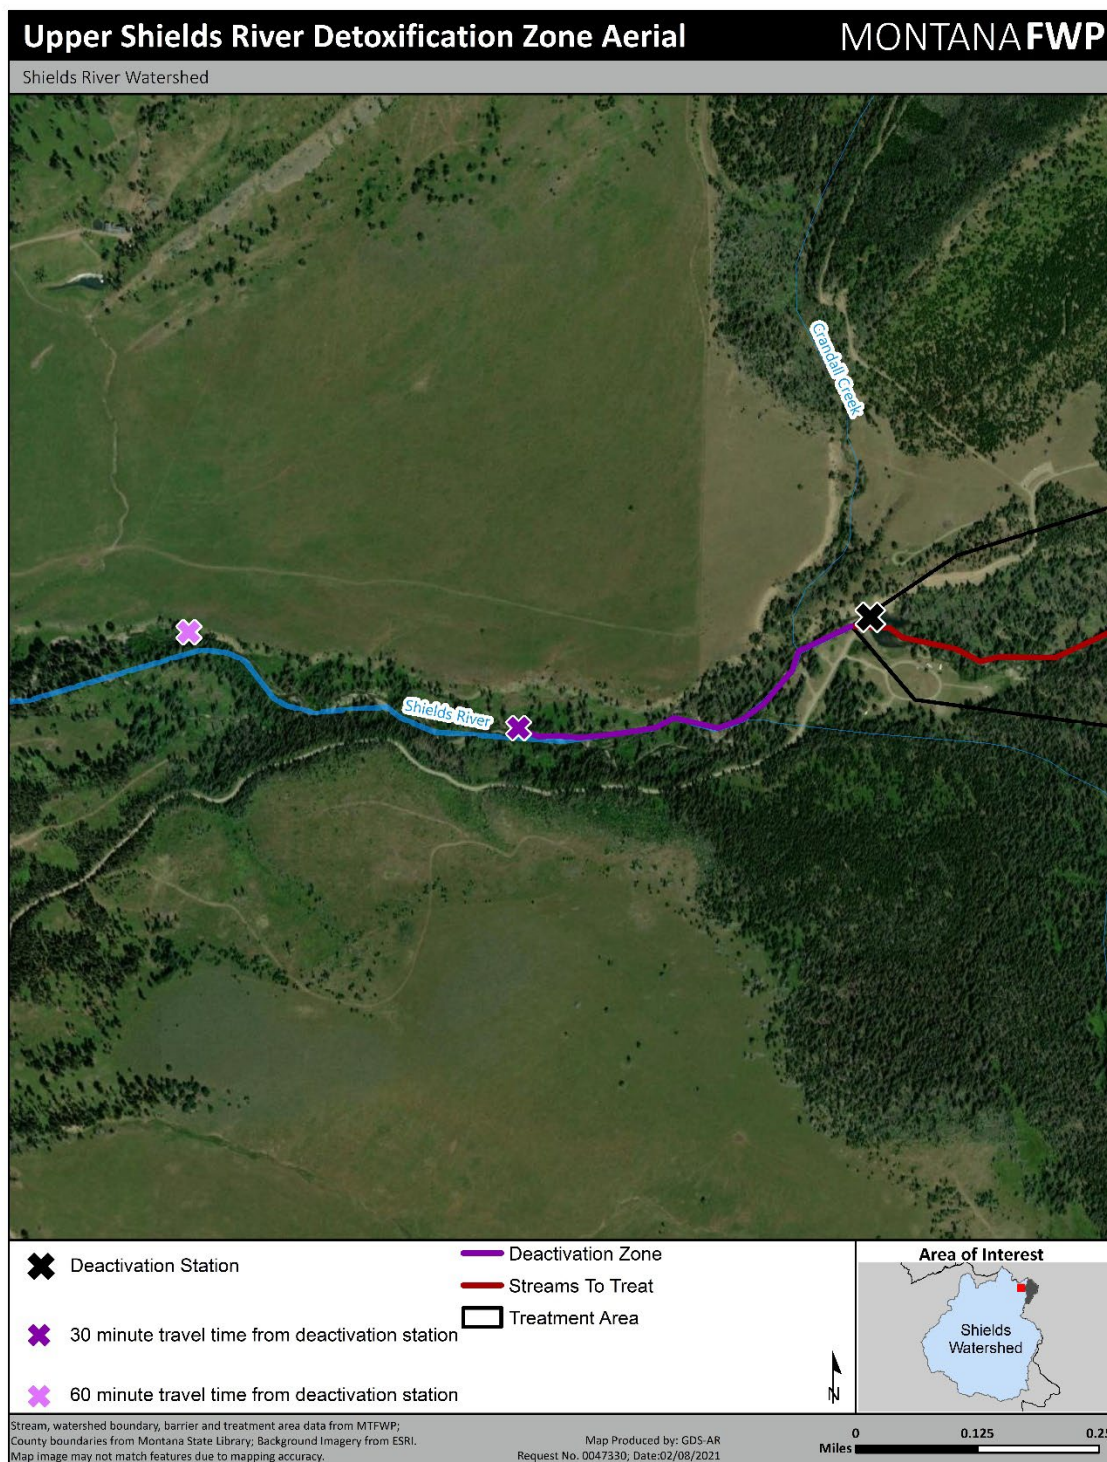 Upper Shields River Detoxification Zone Aerial
MONTANA FWP
Shields River Watershed
Crandall Creek
Shields River
Deactivation Station
30 minute travel time from deactivation station
60 minute travel time from deactivation station
Deactivation Zone
Streams To Treat
Treatment Area
N
Area of Interest
Shields
Watershed
Stream, watershed boundary, barrier and treatment area data from MTFWP;
County boundaries from Montana State Library; Background Imagery from ESRI.
Map image may not match features due to mapping accuracy.
Map Produced by: GDS-AR
Request No. 0047330; Date:02/08/2021
0 0.125 0.25
Miles